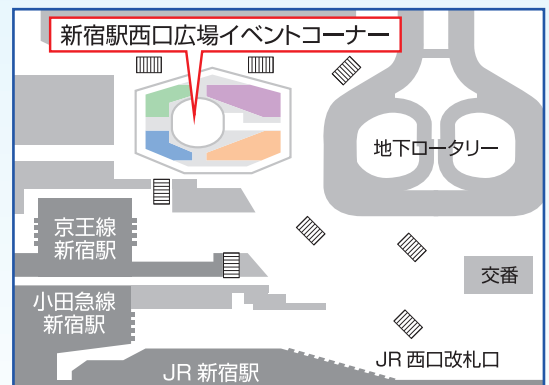 新宿駅西口広場イベントコーナー
地下ロータリー
京王線
新宿駅
交番
小田急線
新宿駅
JR 西口改札口
JR 新宿駅